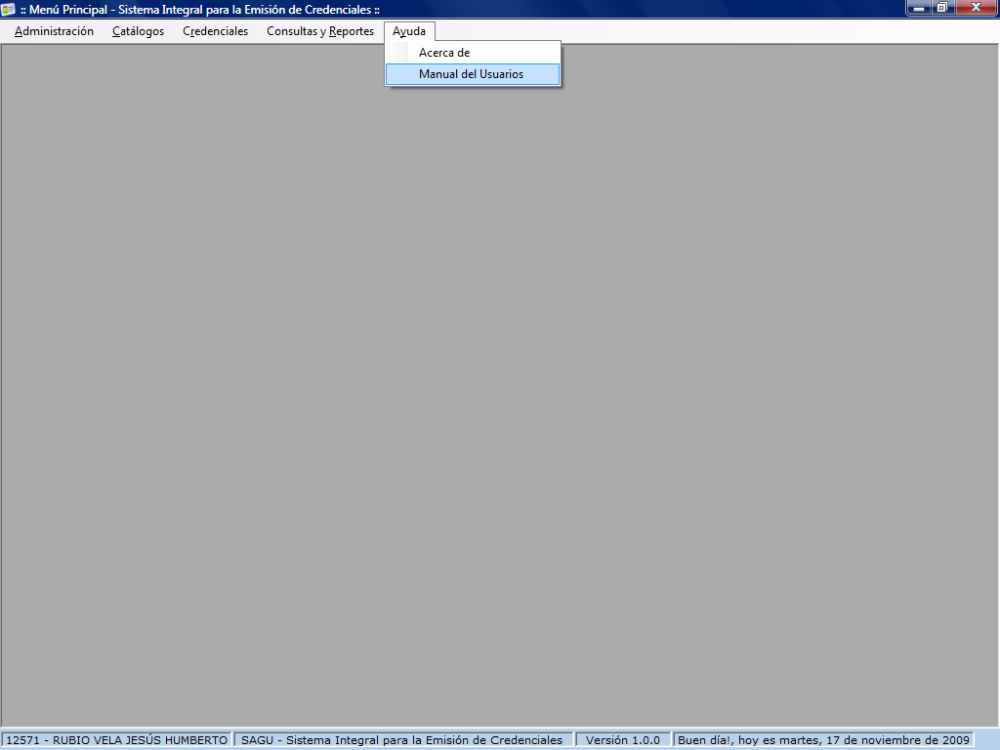 :: Menú Principal - Sistema Integral para la Emisión de Credenciales ::
Administración Catálogos Credenciales Consultas y Reportes Ayuda
Acerca de
Manual del Usuarios
12571 - RUBIO VELA JESÚS HUMBERTO SAGU - Sistema Integral para la Emisión de Credenciales Versión 1.0.0 Buen día!, hoy es martes, 17 de noviembre de 2009